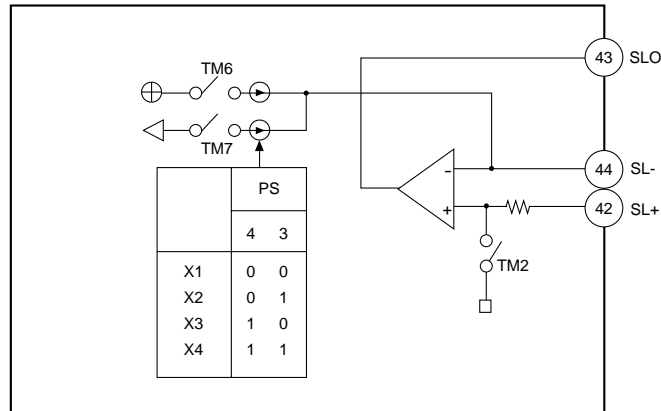 TM6
43 SLO
TM7
PS
4 3
X1 0 0
X2 0 1
X3 1 0
X4 1 1
-
44 SL-
+
42 SL+
TM2